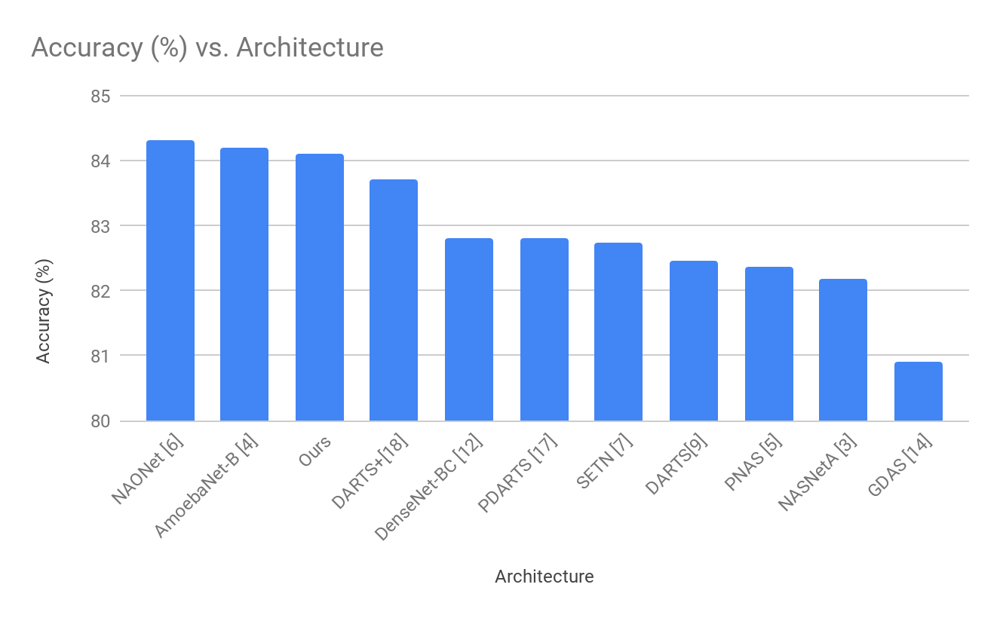 Accuracy (%) vs. Architecture
85
84
83
82
81
80
Accuracy (%)
NAONet [6]
AmoebaNet-B [4]
Ours
DARTS+[18]
DenseNet-BC [12]
PDARTS [17]
SETN [7]
DARTS[9]
PNAS [5]
NASNetA [3]
GDAS [14]
Architecture